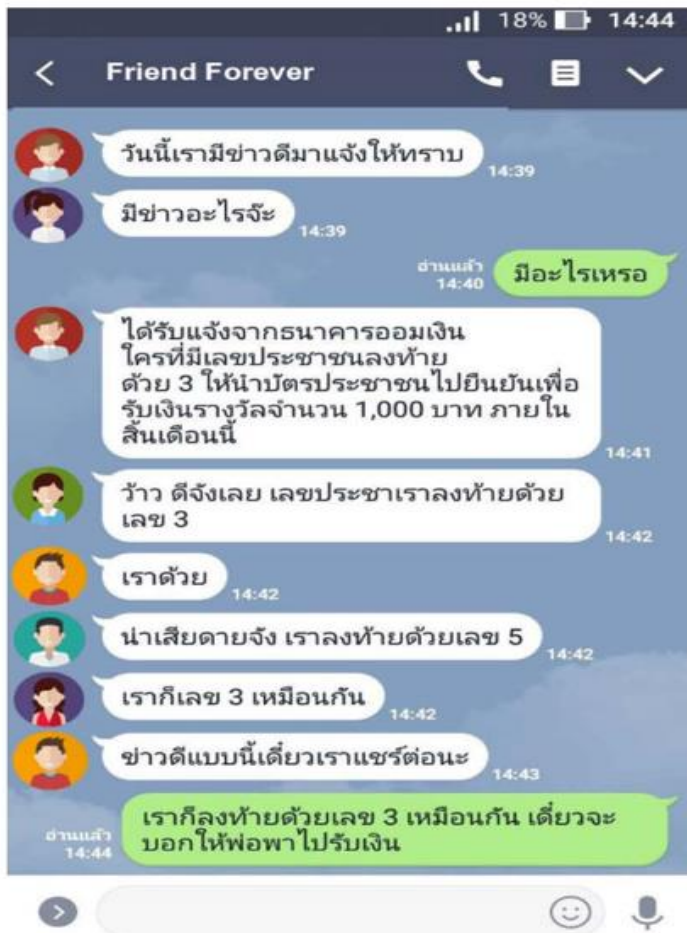 18% 14:44
Friend Forever
วันนี้เรามีข่าวดีมาแจ้งให้ทราบ
14:39
มีข่าวอะไรจ๊ะ
14:39
มีอะไรเหรอ
อ่านแล้ว
14:40
ได้รับแจ้งจากธนาคารออมเงิน
ใครที่มีเลขประชาชนลงท้าย
ด้วย 3 ให้นำบัตรประชาชนไปยืนยันเพื่อ
รับเงินรางวัลจำนวน 1,000 บาท ภายใน
สิ้นเดือนนี้
14:41
ว้าว ดีจังเลย เลขประชาเราลงท้ายด้วย
เลข 3
14:42
เราด้วย
14:42
น่าเสียดายจัง เราลงท้ายด้วยเลข 5
14:42
เราก็เลข 3 เหมือนกัน
14:42
ข่าวดีแบบนี้เดี๋ยวเราแชร์ต่อนะ
14:43
เราก็ลงท้ายด้วยเลข 3 เหมือนกัน เดี๋ยวจะ
บอกให้พ่อพาไปรับเงิน
อ่านแล้ว
14:44